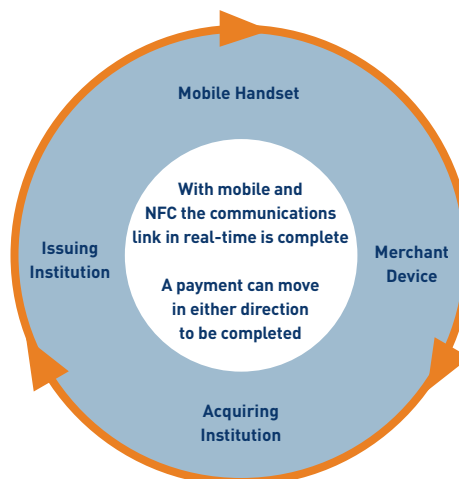 Mobile Handset
With mobile and
NFC the communications
link in real-time is complete
A payment can move
in either direction
to be completed
Issuing
Institution
Merchant
Device
Acquiring
Institution